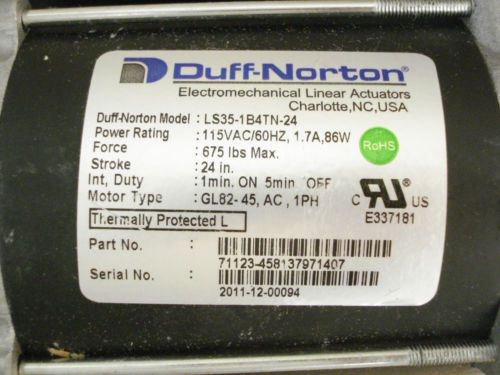 Duff-Norton®
Electromechanical Linear Actuators
Charlotte,NC,USA
Duff-Norton Model : LS35-1B4TN-24
Power Rating : 115VAC/60HZ, 1.7A,86W
Force : 675 lbs Max.
Stroke : 24 in.
Int, Duty : 1min. ON 5min. OFF
Motor Type : GL82- 45, AC , 1PH
Thermally Protected L
RoHS
C RU ® US
E337181
Part No. :
71123-458137971407
Serial No. :
2011-12-00094